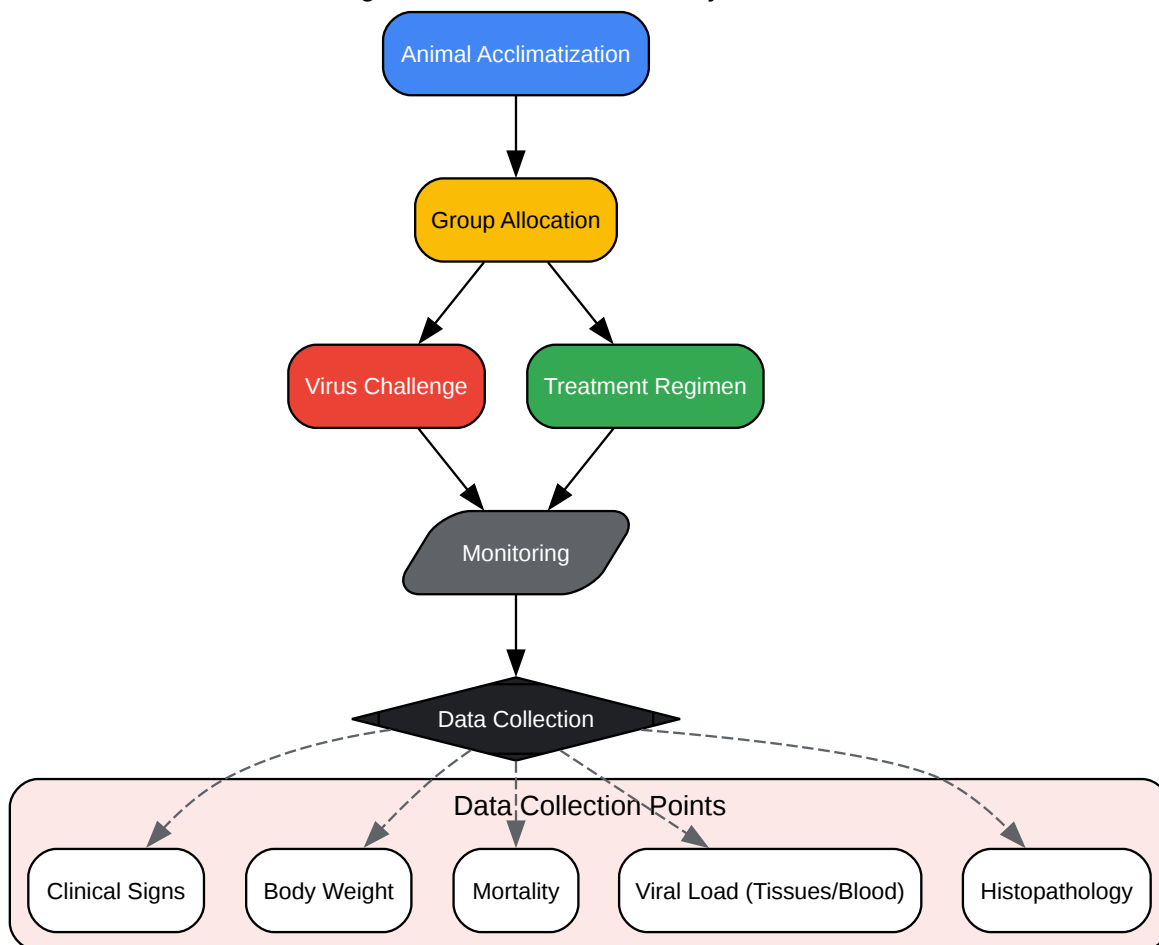 Animal Acclimatization
Group Allocation
Virus Challenge
Treatment Regimen
Monitoring
Data Collection
Data Collection Points
Clinical Signs
Body Weight
Mortality
Viral Load (Tissues/Blood)
Histopathology